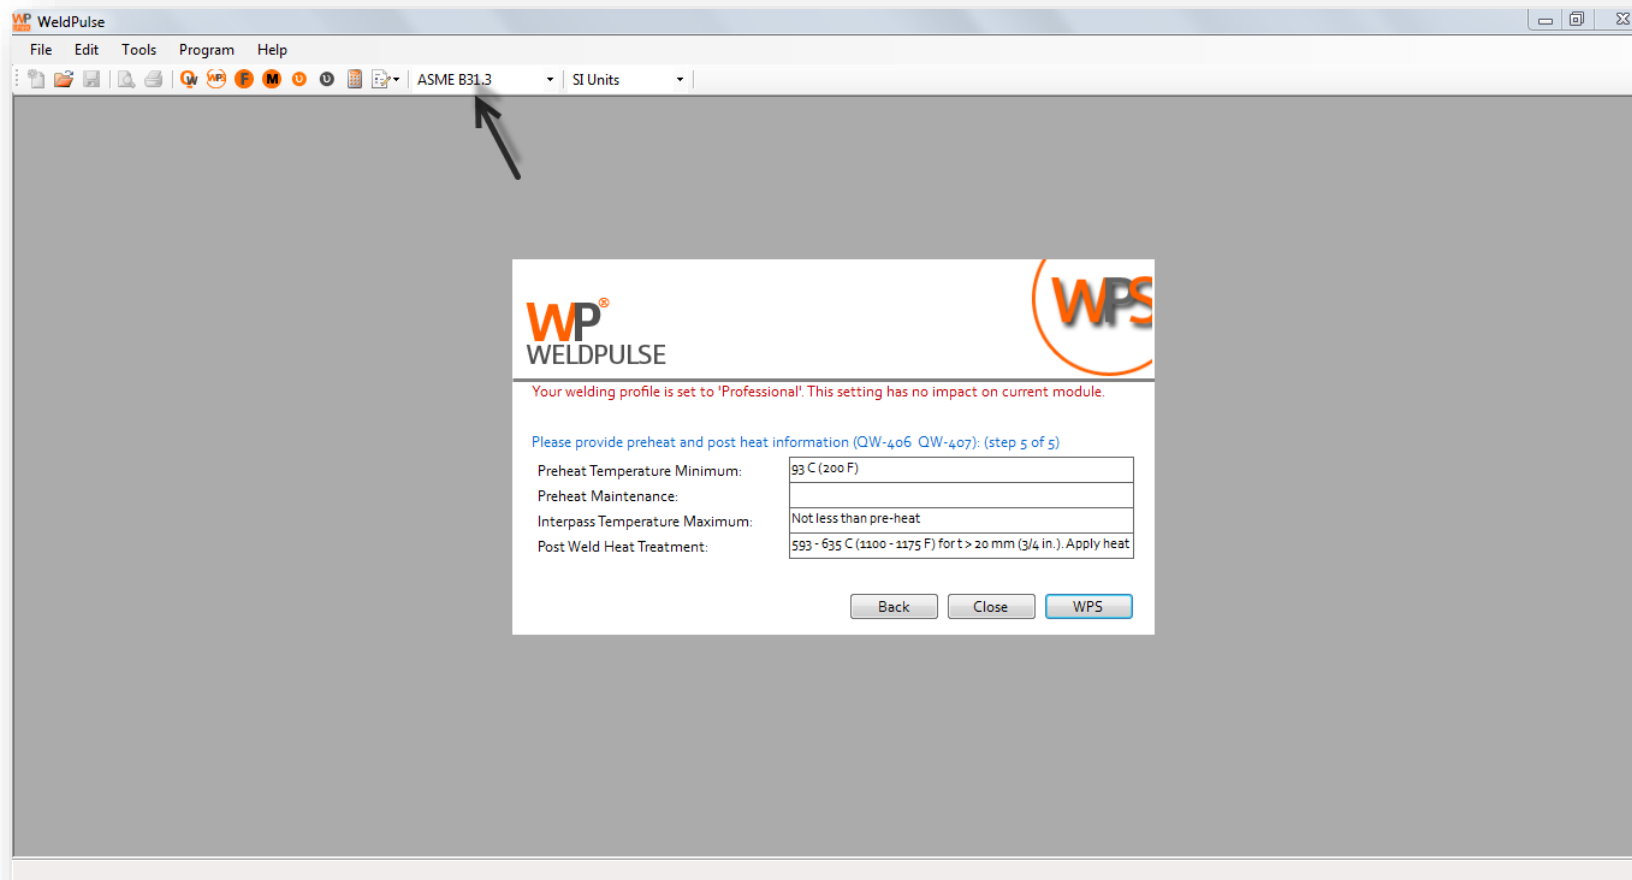 WP WeldPulse
File Edit Tools Program Help
QW WPS F M ASME B31.3 SI Units
WPS
WP®
WELDPULSE
Your welding profile is set to 'Professional'. This setting has no impact on current module.
Please provide preheat and post heat information (QW-406 QW-407): (step 5 of 5)
Preheat Temperature Minimum: 93 C (200 F)
Preheat Maintenance:
Interpass Temperature Maximum: Not less than pre-heat
Post Weld Heat Treatment: 593 - 635 C (1100 - 1175 F) for t > 20 mm (3/4 in.). Apply heat
Back Close WPS